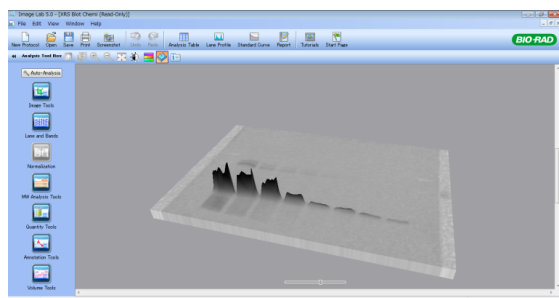 Image Lab 5.0 - [XRS Blot Chemi (Read-Only)]
File Edit View Window Help
New Protocol Open Save Print Screenshot Undo Redo Analysis Table Lane Profile Standard Curve Report Tutorials Start Page
BIO-RAD
Analysis Tool Box
Auto-Analysis
Image Tools
Lane and Bands
Normalization
MW Analysis Tools
Quantity Tools
Annotation Tools
Volume Tools